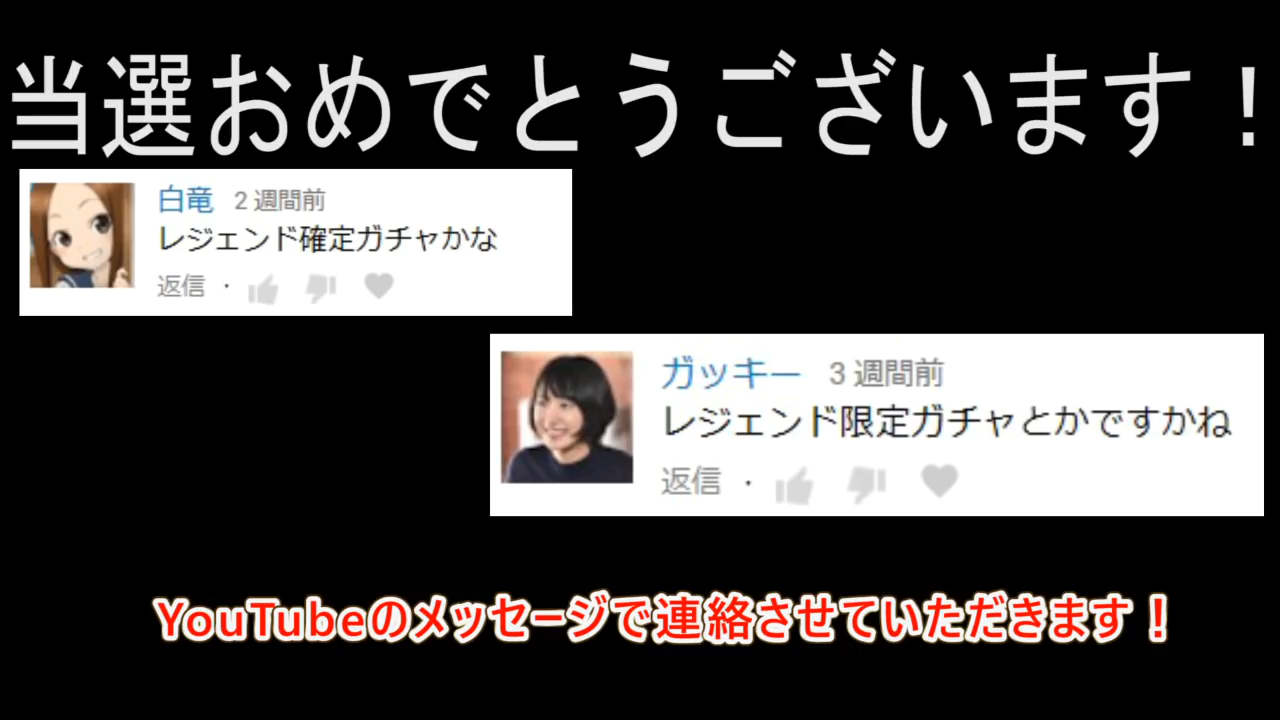 当選おめでとうございます！
白竜 2 週間前
レジェンド確定ガチャかな
返信 ・
ガッキー 3 週間前
レジェンド限定ガチャとかですかね
返信 ・
YouTubeのメッセージで連絡させていただきます！